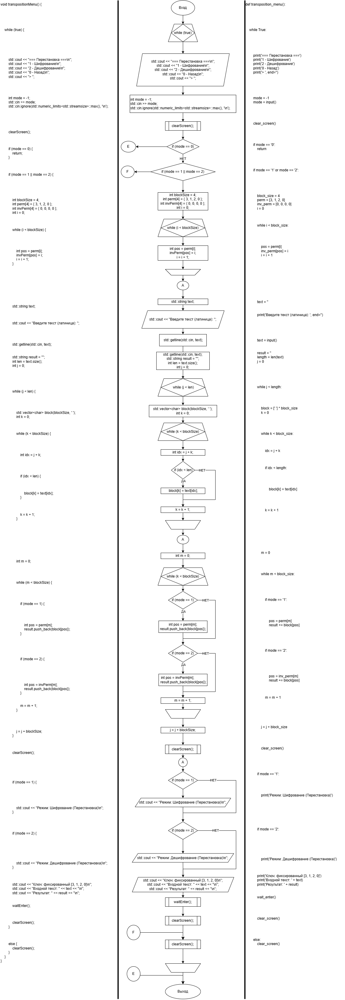 void transpositionMenu() {
while (true) {
std::cout << "=== Перестановка ===\n";
std::cout << "1 - Шифрование\n";
std::cout << "2 - Дешифрование\n";
std::cout << "0 - Назад\n";
std::cout << "> ";
int mode = -1;
std::cin >> mode;
std::cin.ignore(std::numeric_limits<std::streamsize>::max(), '\n');
clearScreen();
if (mode == 0) {
return;
}
if (mode == 1 || mode == 2) {
int blockSize = 4;
int perm[4] = { 3, 1, 2, 0 };
int invPerm[4] = { 0, 0, 0, 0 };
int i = 0;
while (i < blockSize) {
int pos = perm[i];
invPerm[pos] = i;
i = i + 1;
}
std::string text;
std::cout << "Введите текст (латиница): ";
std::getline(std::cin, text);
std::string result = "";
int len = text.size();
int j = 0;
while (j < len) {
std::vector<char> block(blockSize, ' ');
int k = 0;
while (k < blockSize) {
int idx = j + k;
if (idx < len) {
block[k] = text[idx];
}
k = k + 1;
}
int m = 0;
while (m < blockSize) {
if (mode == 1) {
int pos = perm[m];
result.push_back(block[pos]);
}
if (mode == 2) {
int pos = invPerm[m];
result.push_back(block[pos]);
}
m = m + 1;
}
j = j + blockSize;
}
clearScreen();
if (mode == 1) {
std::cout << "Режим: Шифрование (Перестановка)\n";
}
if (mode == 2) {
std::cout << "Режим: Дешифрование (Перестановка)\n";
}
std::cout << "Ключ: фиксированный [3, 1, 2, 0]\n";
std::cout << "Входной текст: " << text << "\n";
std::cout << "Результат: " << result << "\n";
waitEnter();
clearScreen();
}
else {
clearScreen();
}
}
}
Вход
while (true)
std::cout << "=== Перестановка ===\n";
std::cout << "1 - Шифрование\n";
std::cout << "2 - Дешифрование\n";
std::cout << "0 - Назад\n";
std::cout << "> ";
int mode = -1;
std::cin >> mode;
std::cin.ignore(std::numeric_limits<std::streamsize>::max(), '\n');
clearScreen();
E
if (mode == 0)
НЕТ
F
if (mode == 1 || mode == 2)
int blockSize = 4;
int perm[4] = { 3, 1, 2, 0 };
int invPerm[4] = { 0, 0, 0, 0 };
int i = 0;
while (i < blockSize)
int pos = perm[i];
invPerm[pos] = i;
i = i + 1;
A
std::string text;
std::cout << "Введите текст (латиница): ";
std::getline(std::cin, text);
std::getline(std::cin, text);
std::string result = "";
int len = text.size();
int j = 0;
while (j < len)
std::vector<char> block(blockSize, ' ');
int k = 0;
while (k < blockSize)
int idx = j + k;
if (idx < len)
НЕТ
ДА
block[k] = text[idx];
k = k + 1;
A
int m = 0;
while (k < blockSize)
if (mode == 1)
НЕТ
ДА
int pos = perm[m];
result.push_back(block[pos]);
if (mode == 2)
НЕТ
ДА
int pos = invPerm[m];
result.push_back(block[pos]);
m = m + 1;
j = j + blockSize;
clearScreen();
A
if (mode == 1)
НЕТ
std::cout << "Режим: Шифрование (Перестановка)\n";
if (mode == 2)
НЕТ
std::cout << "Режим: Дешифрование (Перестановка)\n";
std::cout << "Ключ: фиксированный [3, 1, 2, 0]\n";
std::cout << "Входной текст: " << text << "\n";
std::cout << "Результат: " << result << "\n";
waitEnter();
clearScreen();
F
clearScreen();
E
Выход
def transposition_menu():
while True:
print('=== Перестановка ===')
print('1 - Шифрование')
print('2 - Дешифрование')
print('0 - Назад')
print('> ', end='')
mode = -1
mode = input()
clear_screen()
if mode == '0':
return
if mode == '1' or mode == '2':
block_size = 4
perm = [3, 1, 2, 0]
inv_perm = [0, 0, 0, 0]
i = 0
while i < block_size:
pos = perm[i]
inv_perm[pos] = i
i = i + 1
text = ''
print('Введите текст (латиница): ', end='')
text = input()
result = ''
length = len(text)
j = 0
while j < length:
block = [' '] * block_size
k = 0
while k < block_size:
idx = j + k
if idx < length:
block[k] = text[idx]
k = k + 1
m = 0
while m < block_size:
if mode == '1':
pos = perm[m]
result += block[pos]
if mode == '2':
pos = inv_perm[m]
result += block[pos]
m = m + 1
j = j + block_size
clear_screen()
if mode == '1':
print('Режим: Шифрование (Перестановка)')
if mode == '2':
print('Режим: Дешифрование (Перестановка)')
print('Ключ: фиксированный [3, 1, 2, 0]')
print('Входной текст: ' + text)
print('Результат: ' + result)
wait_enter()
clear_screen()
else:
clear_screen()